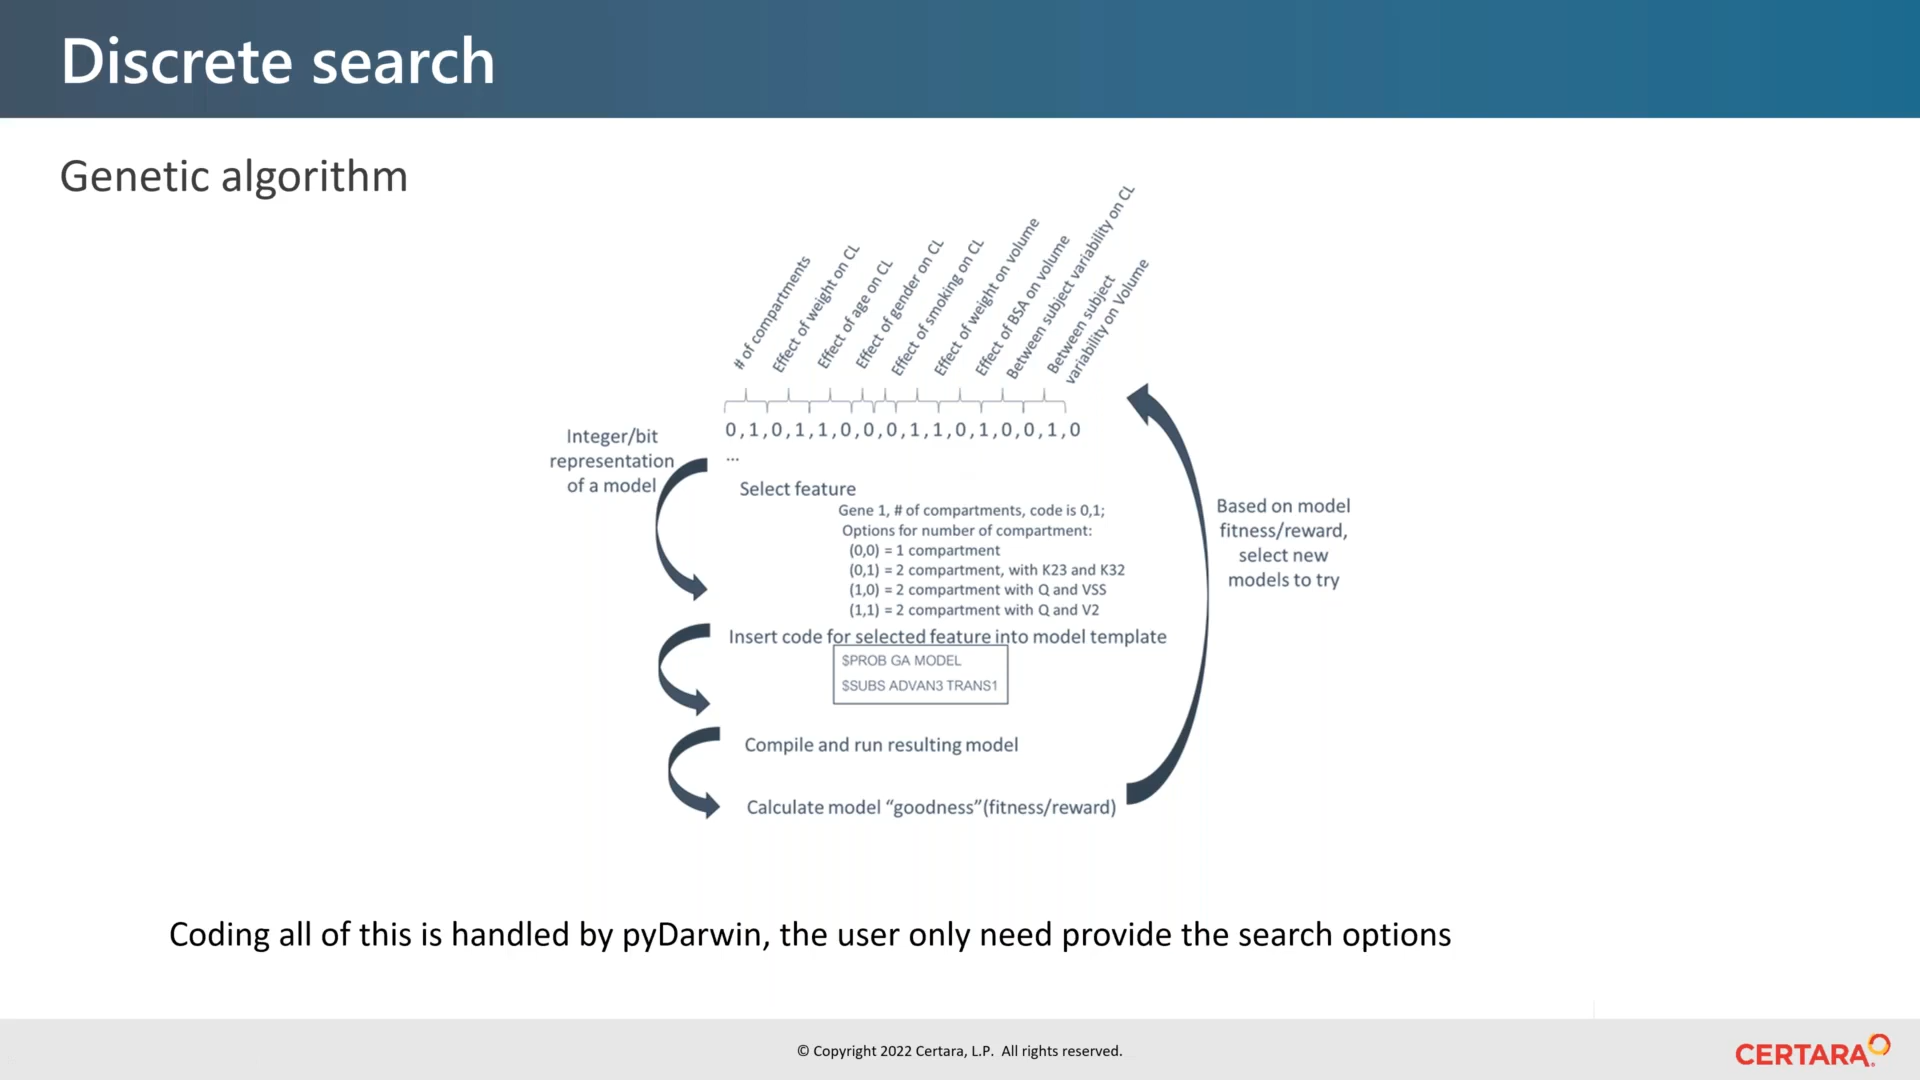 Discrete search
Genetic algorithm
# of compartments
Effect of weight on CL
Effect of age on CL
Effect of gender on CL
Effect of smoking on CL
Effect of weight on volume
Effect of BSA on volume
Between subject variability on CL
Between subject
variability on Volume
0,1,0,1,1,0,0,0,1,1,0,1,0,0,1,0
...
Integer/bit
representation
of a model
Select feature
Gene 1, # of compartments, code is 0,1;
Options for number of compartment:
(0,0) = 1 compartment
(0,1) = 2 compartment, with K23 and K32
(1,0) = 2 compartment with Q and VSS
(1,1) = 2 compartment with Q and V2
Insert code for selected feature into model template
$PROB GA MODEL
$SUBS ADVAN3 TRANS1
Compile and run resulting model
Calculate model “goodness”(fitness/reward)
Based on model
fitness/reward,
select new
models to try
Coding all of this is handled by pyDarwin, the user only need provide the search options
© Copyright 2022 Certara, L.P. All rights reserved.
CERTARA